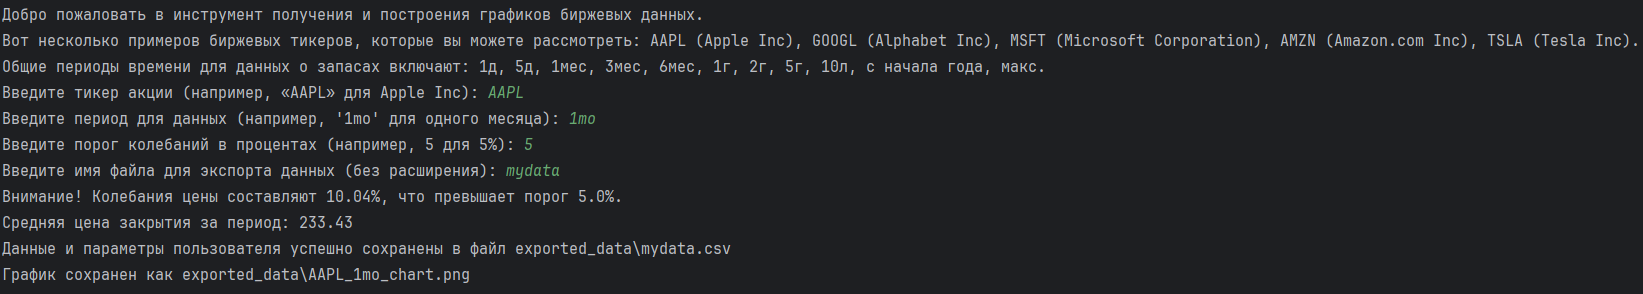 Добро пожаловать в инструмент получения и построения графиков биржевых данных.
Вот несколько примеров биржевых тикеров, которые вы можете рассмотреть: AAPL (Apple Inc), GOOGL (Alphabet Inc), MSFT (Microsoft Corporation), AMZN (Amazon.com Inc), TSLA (Tesla Inc).
Общие периоды времени для данных о запасах включают: 1д, 5д, 1мес, 3мес, 6мес, 1г, 2г, 5г, 10л, с начала года, макс.
Введите тикер акции (например, «AAPL» для Apple Inc): AAPL
Введите период для данных (например, '1mo' для одного месяца): 1mo
Введите порог колебаний в процентах (например, 5 для 5%): 5
Введите имя файла для экспорта данных (без расширения): mydata
Внимание! Колебания цены составляют 10.04%, что превышает порог 5.0%.
Средняя цена закрытия за период: 233.43
Данные и параметры пользователя успешно сохранены в файл exported_data\mydata.csv
График сохранен как exported_data\AAPL_1mo_chart.png